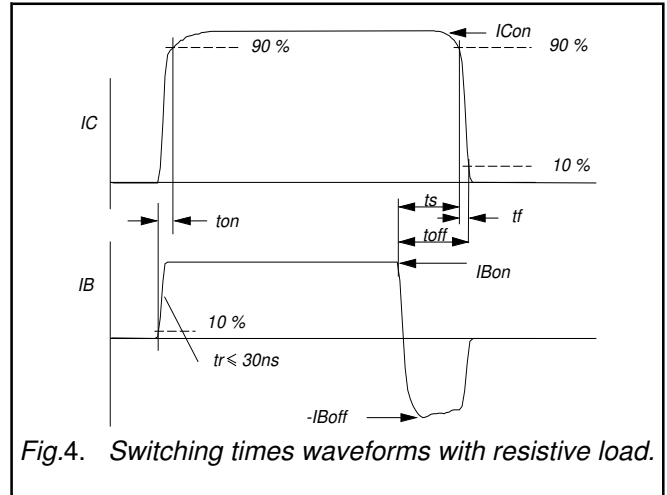 ICon
90 %
90 %
IC
10 %
ton
ts
tf
toff
IB
IBon
10 %
tr ⩽ 30ns
-IBoff
Fig.4. Switching times waveforms with resistive load.